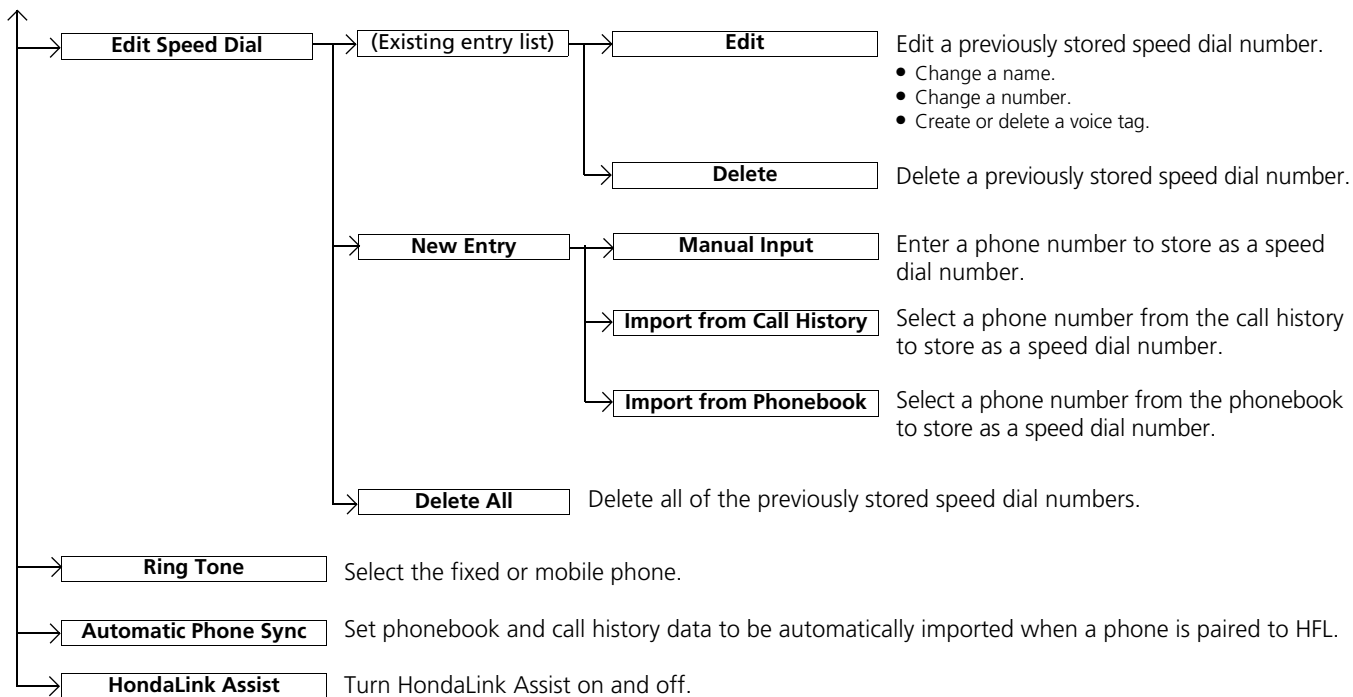 Edit Speed Dial
(Existing entry list)
Edit
Edit a previously stored speed dial number.
• Change a name.
• Change a number.
• Create or delete a voice tag.
Delete
Delete a previously stored speed dial number.
New Entry
Manual Input
Enter a phone number to store as a speed
dial number.
Import from Call History
Select a phone number from the call history
to store as a speed dial number.
Import from Phonebook
Select a phone number from the phonebook
to store as a speed dial number.
Delete All
Delete all of the previously stored speed dial numbers.
Ring Tone
Select the fixed or mobile phone.
Automatic Phone Sync
Set phonebook and call history data to be automatically imported when a phone is paired to HFL.
HondaLink Assist
Turn HondaLink Assist on and off.